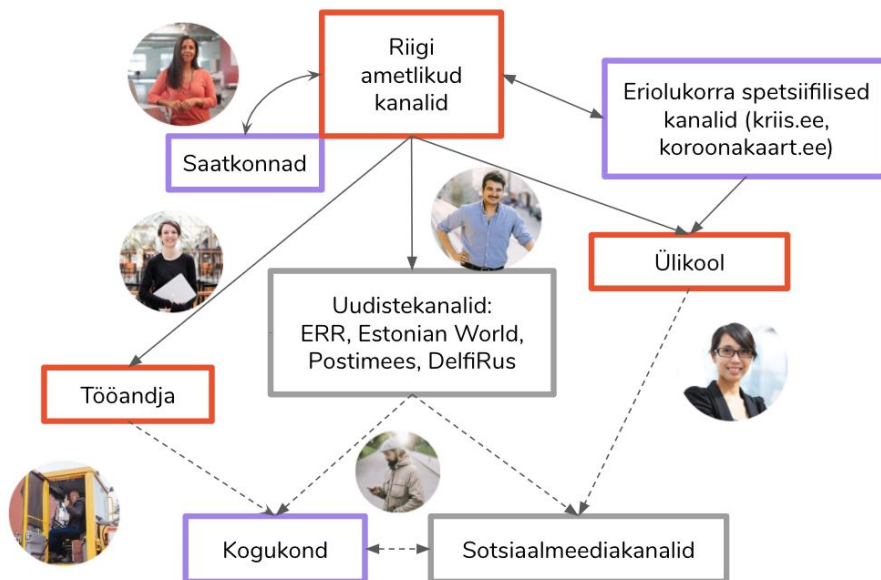 Riigi
ametlikud
kanalid
Eriolukorra spetsiifilised
kanalid (kriis.ee,
koroonakaart.ee)
Saatkonnad
Ülikool
Uudistekanalid:
ERR, Estonian World,
Postimees, DelfiRus
Tööandja
Kogukond
Sotsiaalmeediakanalid